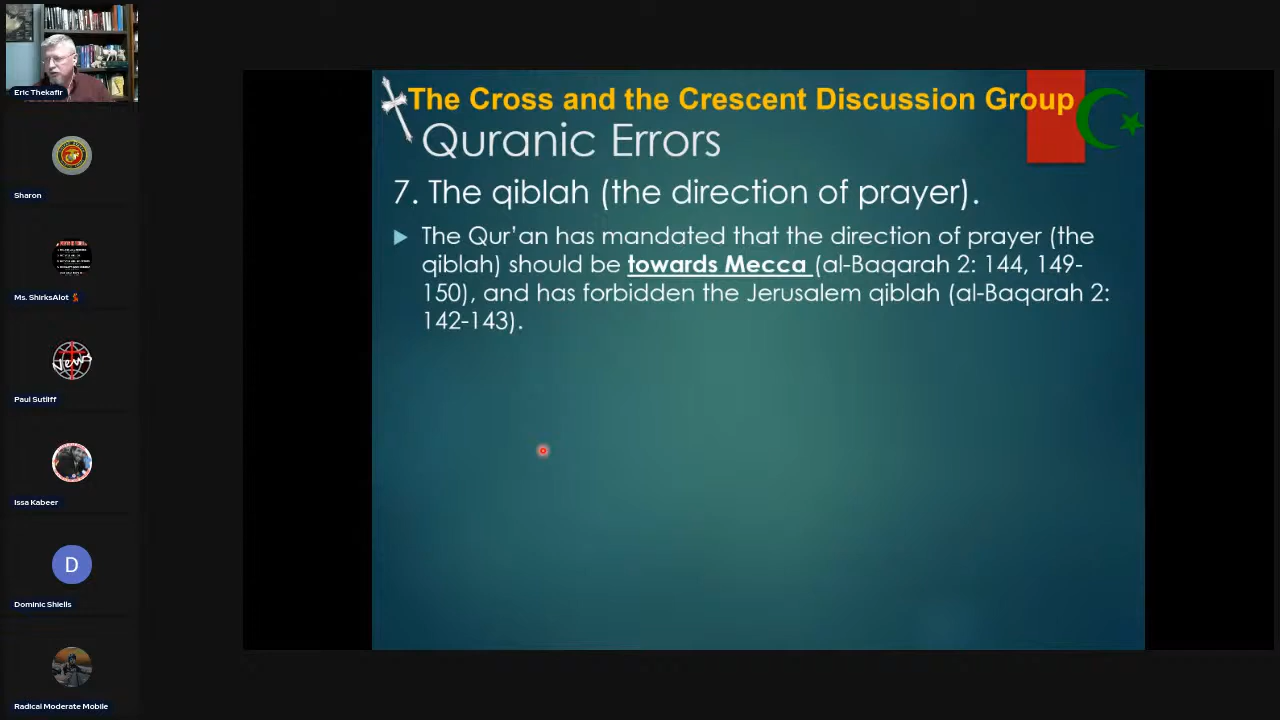 Eric Thekafir
Sharon
Ms. ShirksAlot
Paul Sutliff
Issa Kabeer
D
Dominic Shiells
Radical Moderate Mobile
The Cross and the Crescent Discussion Group
Quranic Errors
7. The qiblah (the direction of prayer).
The Qur’an has mandated that the direction of prayer (the
qiblah) should be towards Mecca (al-Baqarah 2: 144, 149-
150), and has forbidden the Jerusalem qiblah (al-Baqarah 2:
142-143).
News